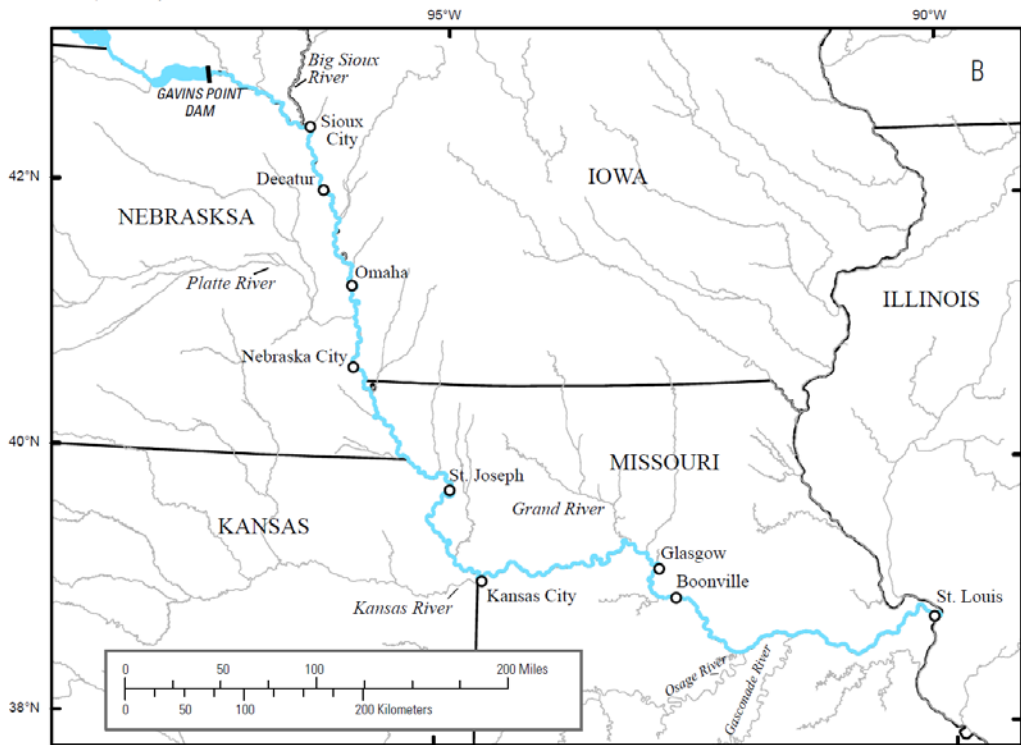 95°W
90°W
B
Big Sioux
River
GAVINS POINT
DAM
Sioux
City
42°N
Decatur
IOWA
NEBRASKSA
Omaha
Platte River
ILLINOIS
Nebraska City
40°N
St. Joseph
MISSOURI
Grand River
KANSAS
Glasgow
Boonville
Kansas City
Kansas River
St. Louis
0 50 100 200 Miles
0 50 100 200 Kilometers
Osage River
Gasconade River
38°N